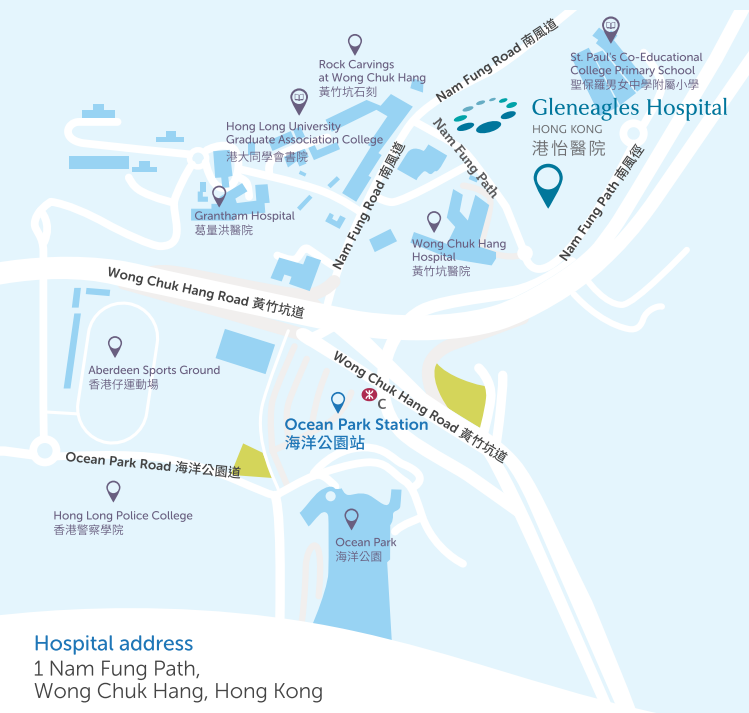 Nam Fung Road 南風道
Rock Carvings
at Wong Chuk Hang
黃竹坑石刻
St. Paul's Co-Educational
College Primary School
聖保羅男女中學附屬小學
Gleneagles Hospital
HONG KONG
港怡醫院
Hong Long University
Graduate Association College
港大同學會書院
Nam Fung Path
Nam Fung Road 南風道
Nam Fung Path 南風徑
Grantham Hospital
葛量洪醫院
Wong Chuk Hang
Hospital
黃竹坑醫院
Wong Chuk Hang Road 黃竹坑道
Aberdeen Sports Ground
香港仔運動場
Wong Chuk Hang Road 黃竹坑道
C
Ocean Park Station
海洋公園站
Ocean Park Road 海洋公園道
Hong Long Police College
香港警察學院
Ocean Park
海洋公園
Hospital address
1 Nam Fung Path,
Wong Chuk Hang, Hong Kong